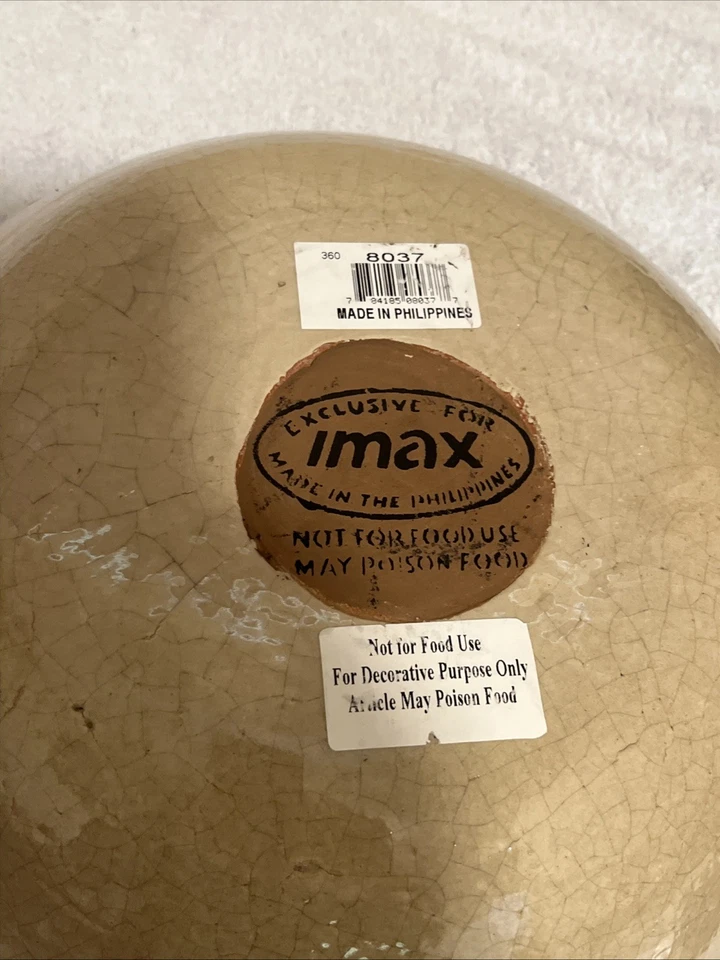 360 8037
7 84185 08037 7
MADE IN PHILIPPINES
EXCLUSIVE FOR
imax
MADE IN THE PHILIPPINES
NOT FOR FOOD USE
MAY POISON FOOD
Not for Food Use
For Decorative Purpose Only
Article May Poison Food